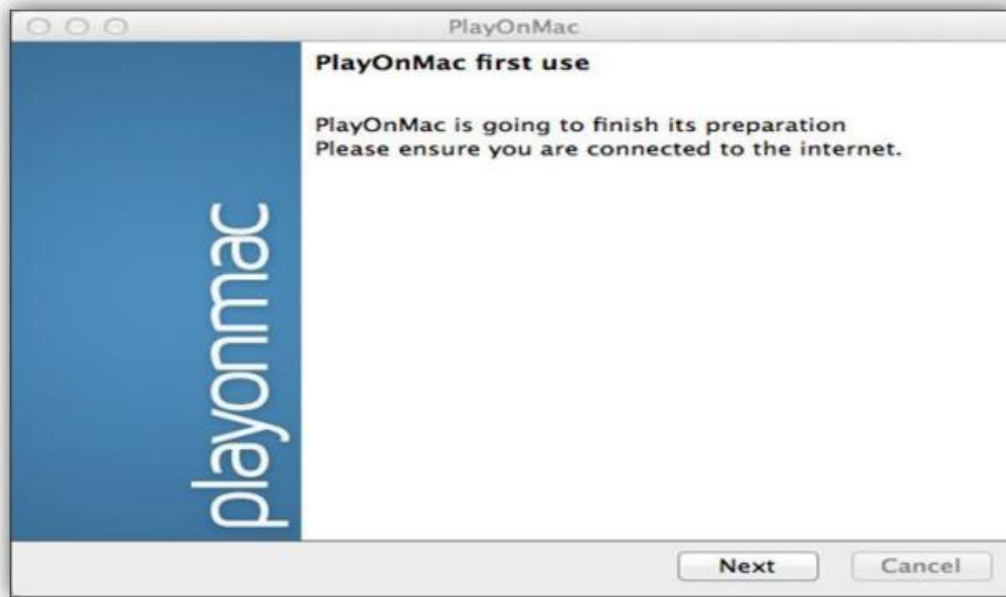 PlayOnMac
PlayOnMac first use
PlayOnMac is going to finish its preparation
Please ensure you are connected to the internet.
playonmac
Next
Cancel